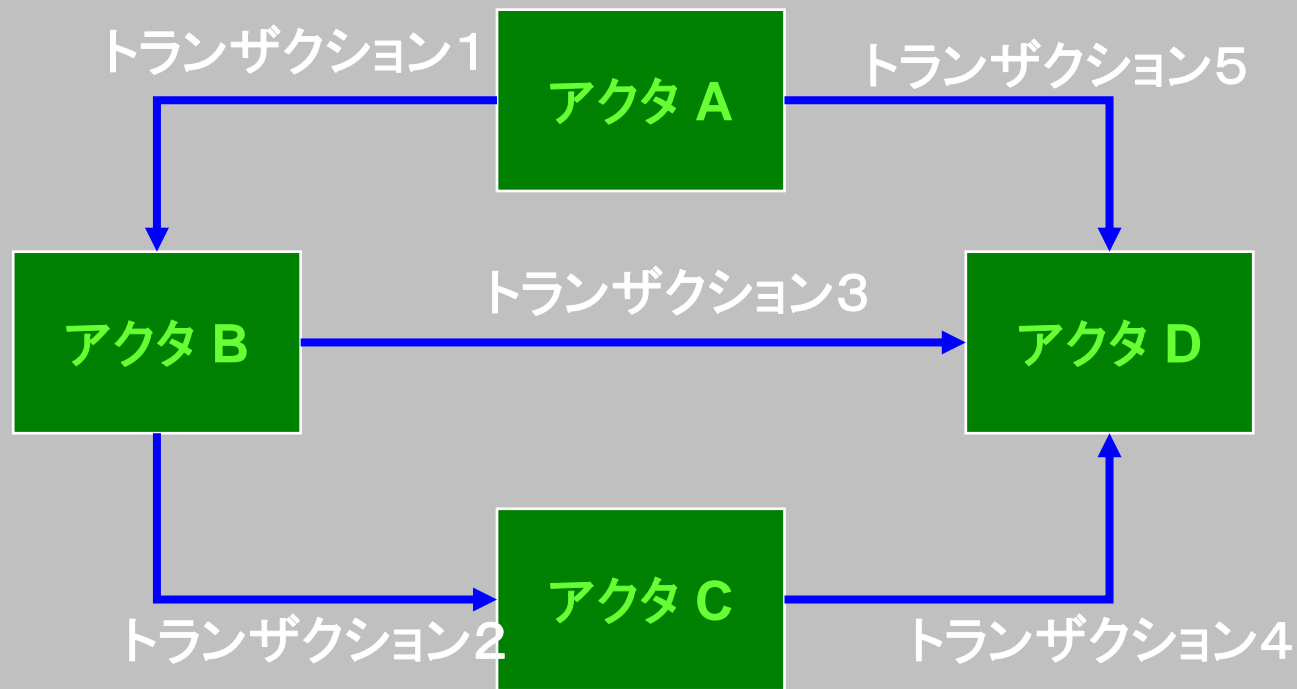 トランザクション１
アクタ A
トランザクション５
トランザクション３
アクタ B
アクタ D
アクタ C
トランザクション２
トランザクション４